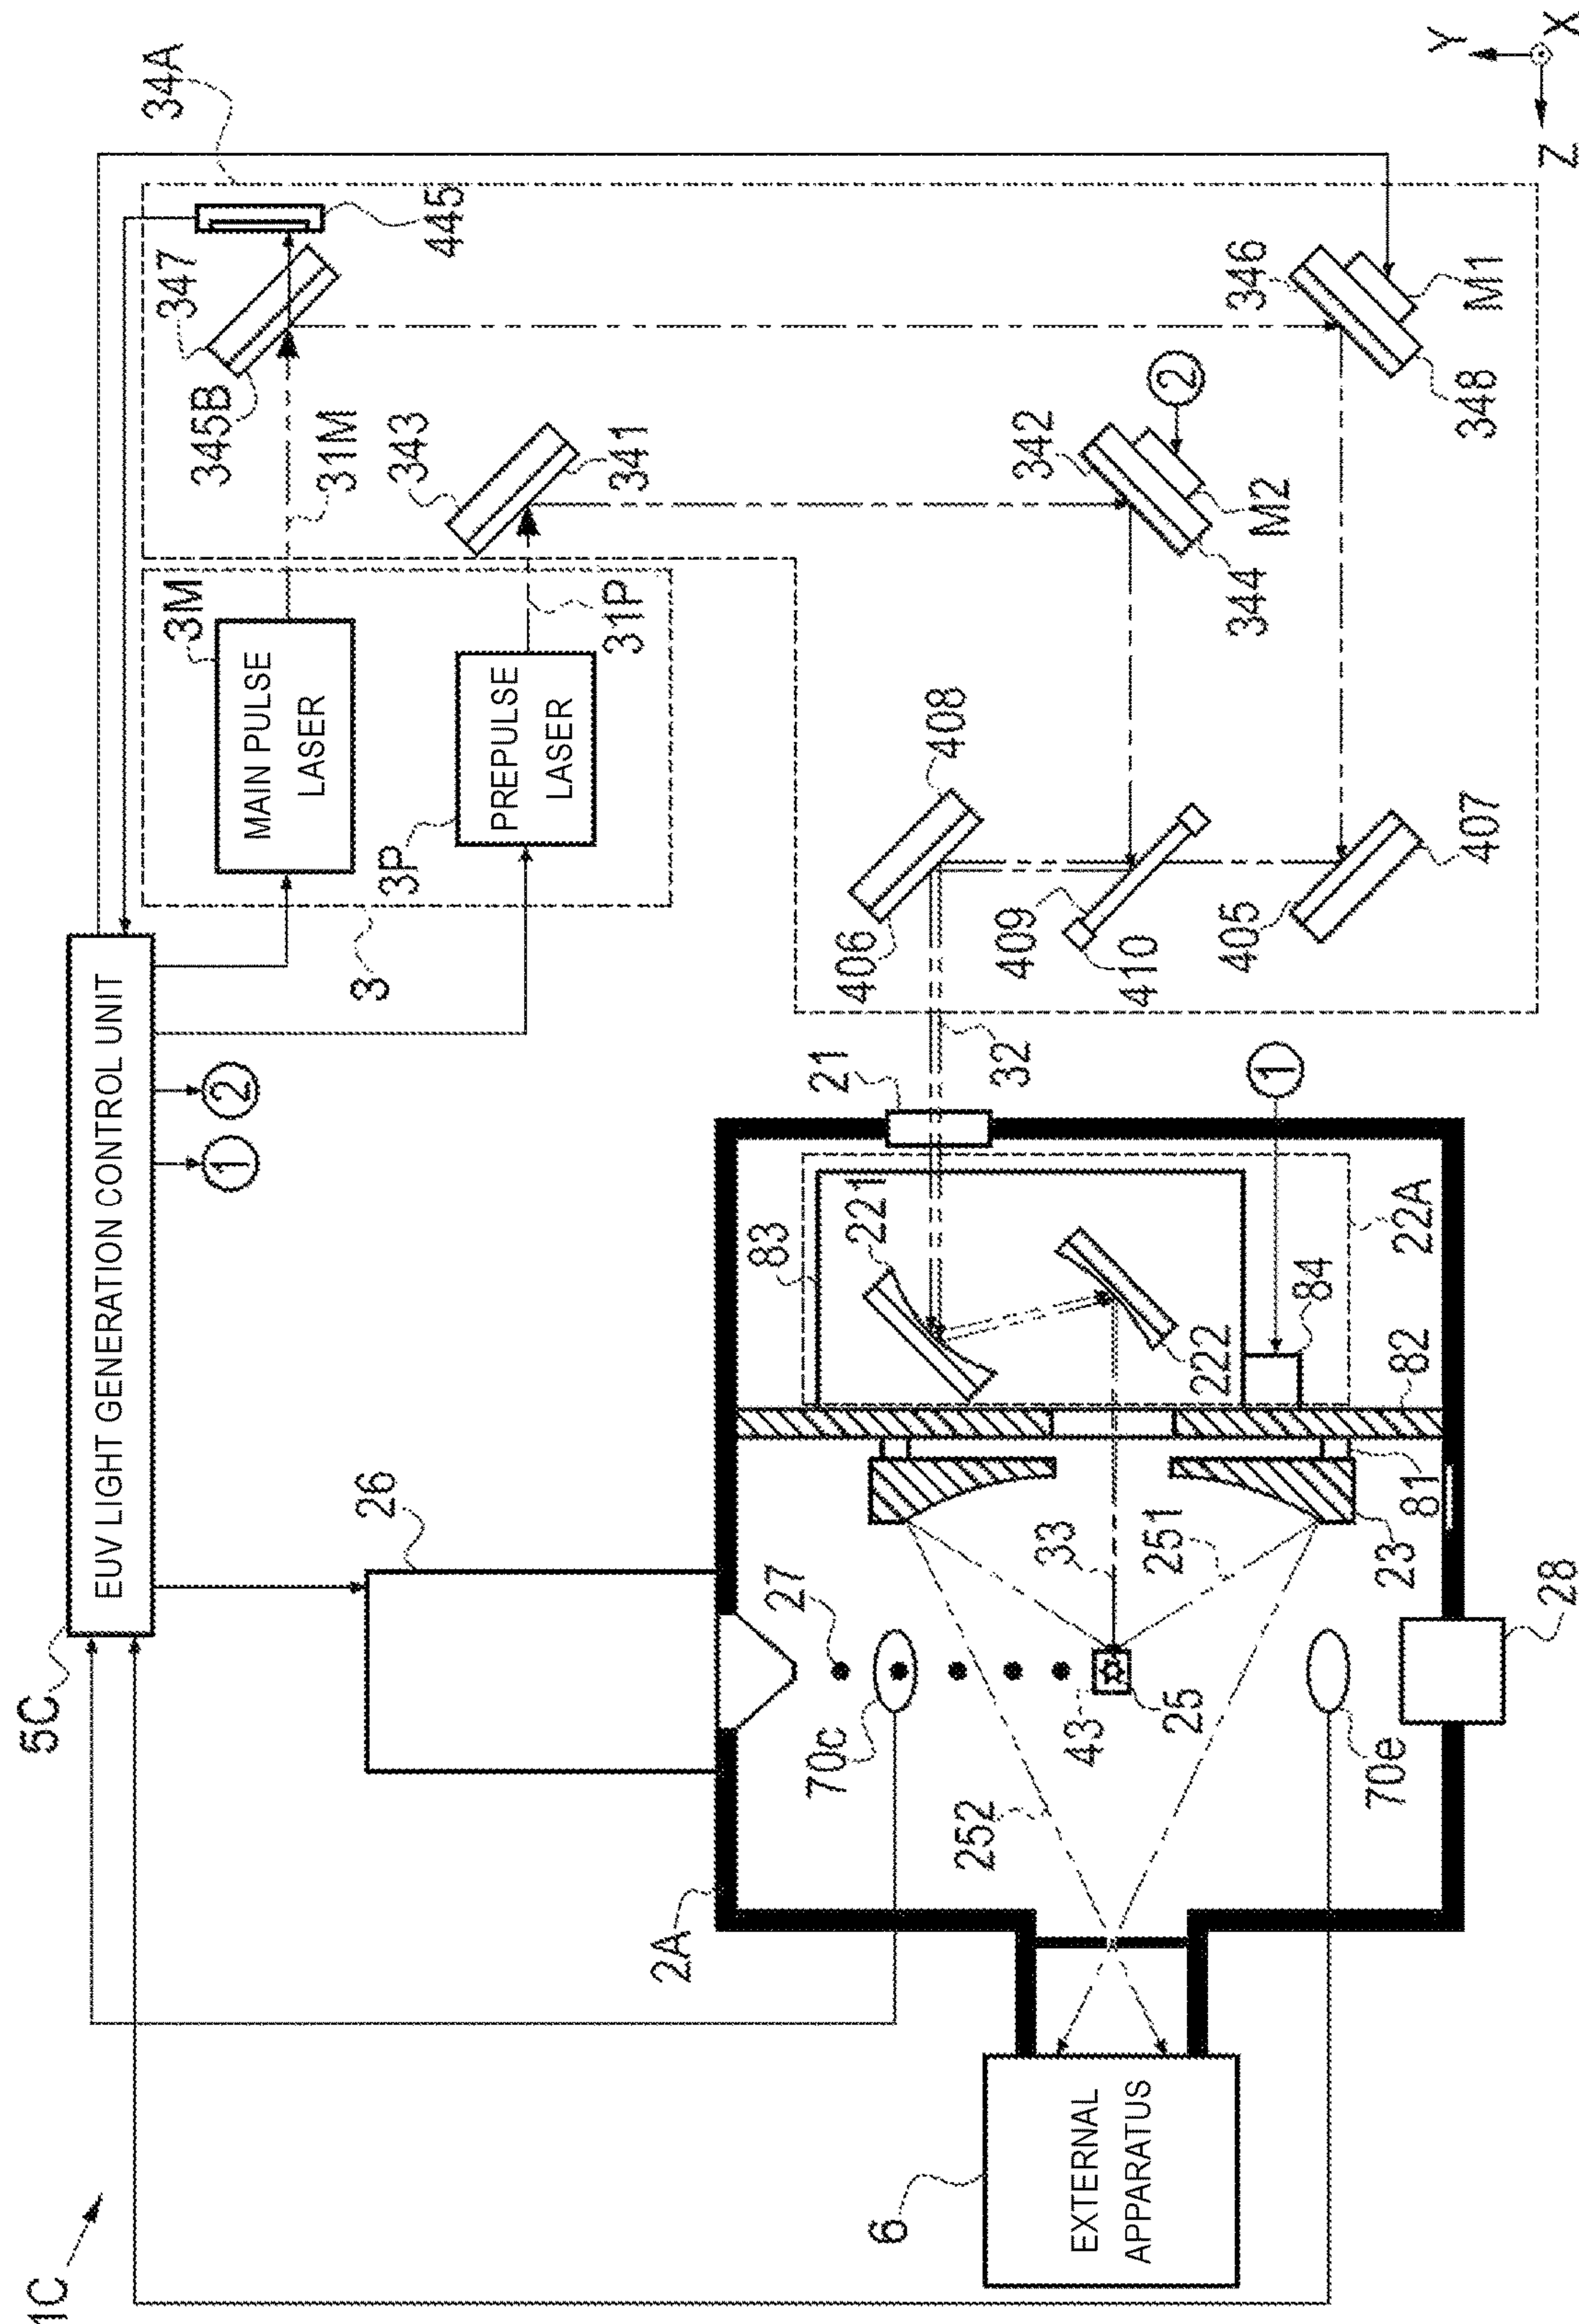 11C
5C
EUV LIGHT GENERATION CONTROL UNIT
1
2
3
3M
MAIN PULSE
LASER
3P
PREPULSE
LASER
31M
31P
34A
347
345B
445
343
341
342
344
M2
2
346
348
M1
408
406
409
410
405
407
32
21
26
27
2A
70c
70e
43
25
252
251
33
23
81
82
83
84
221
222
22A
1
28
6
EXTERNAL
APPARATUS
Y
X
Z